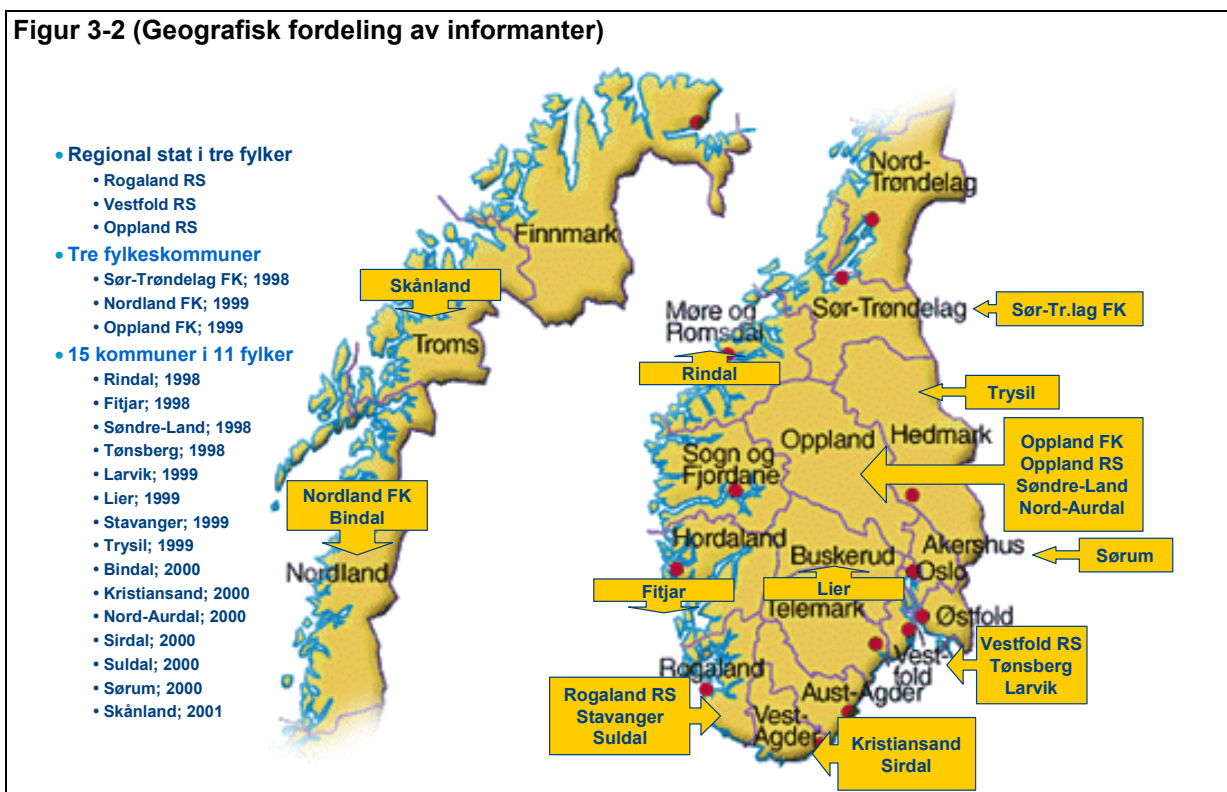 Figur 3-2 (Geografisk fordeling av informanter)
• Regional stat i tre fylker
• Rogaland RS
• Vestfold RS
• Oppland RS
• Tre fylkeskommuner
• Sør-Trøndelag FK; 1998
• Nordland FK; 1999
• Oppland FK; 1999
• 15 kommuner i 11 fylker
• Rindal; 1998
• Fitjar; 1998
• Søndre-Land; 1998
• Tønsberg; 1998
• Larvik; 1999
• Lier; 1999
• Stavanger; 1999
• Trysil; 1999
• Bindal; 2000
• Kristiansand; 2000
• Nord-Aurdal; 2000
• Sirdal; 2000
• Suldal; 2000
• Sørum; 2000
• Skånland; 2001
Finnmark
Skånland
Troms
Nordland FK
Bindal
Nordland
Nord-
Trøndelag
Møre og
Romsdal
Sør-Trøndelag
Sør-Tr.lag FK
Rindal
Trysil
Oppland
Hedmark
Sogn og
Fjordane
Oppland FK
Oppland RS
Søndre-Land
Nord-Aurdal
Hordaland
Buskerud
Akershus
Oslo
Sørum
Fitjar
Lier
Telemark
Østfold
Vest-
fold
Vestfold RS
Tønsberg
Larvik
Rogaland
Aust-Agder
Rogaland RS
Stavanger
Suldal
Vest-
Agder
Kristiansand
Sirdal